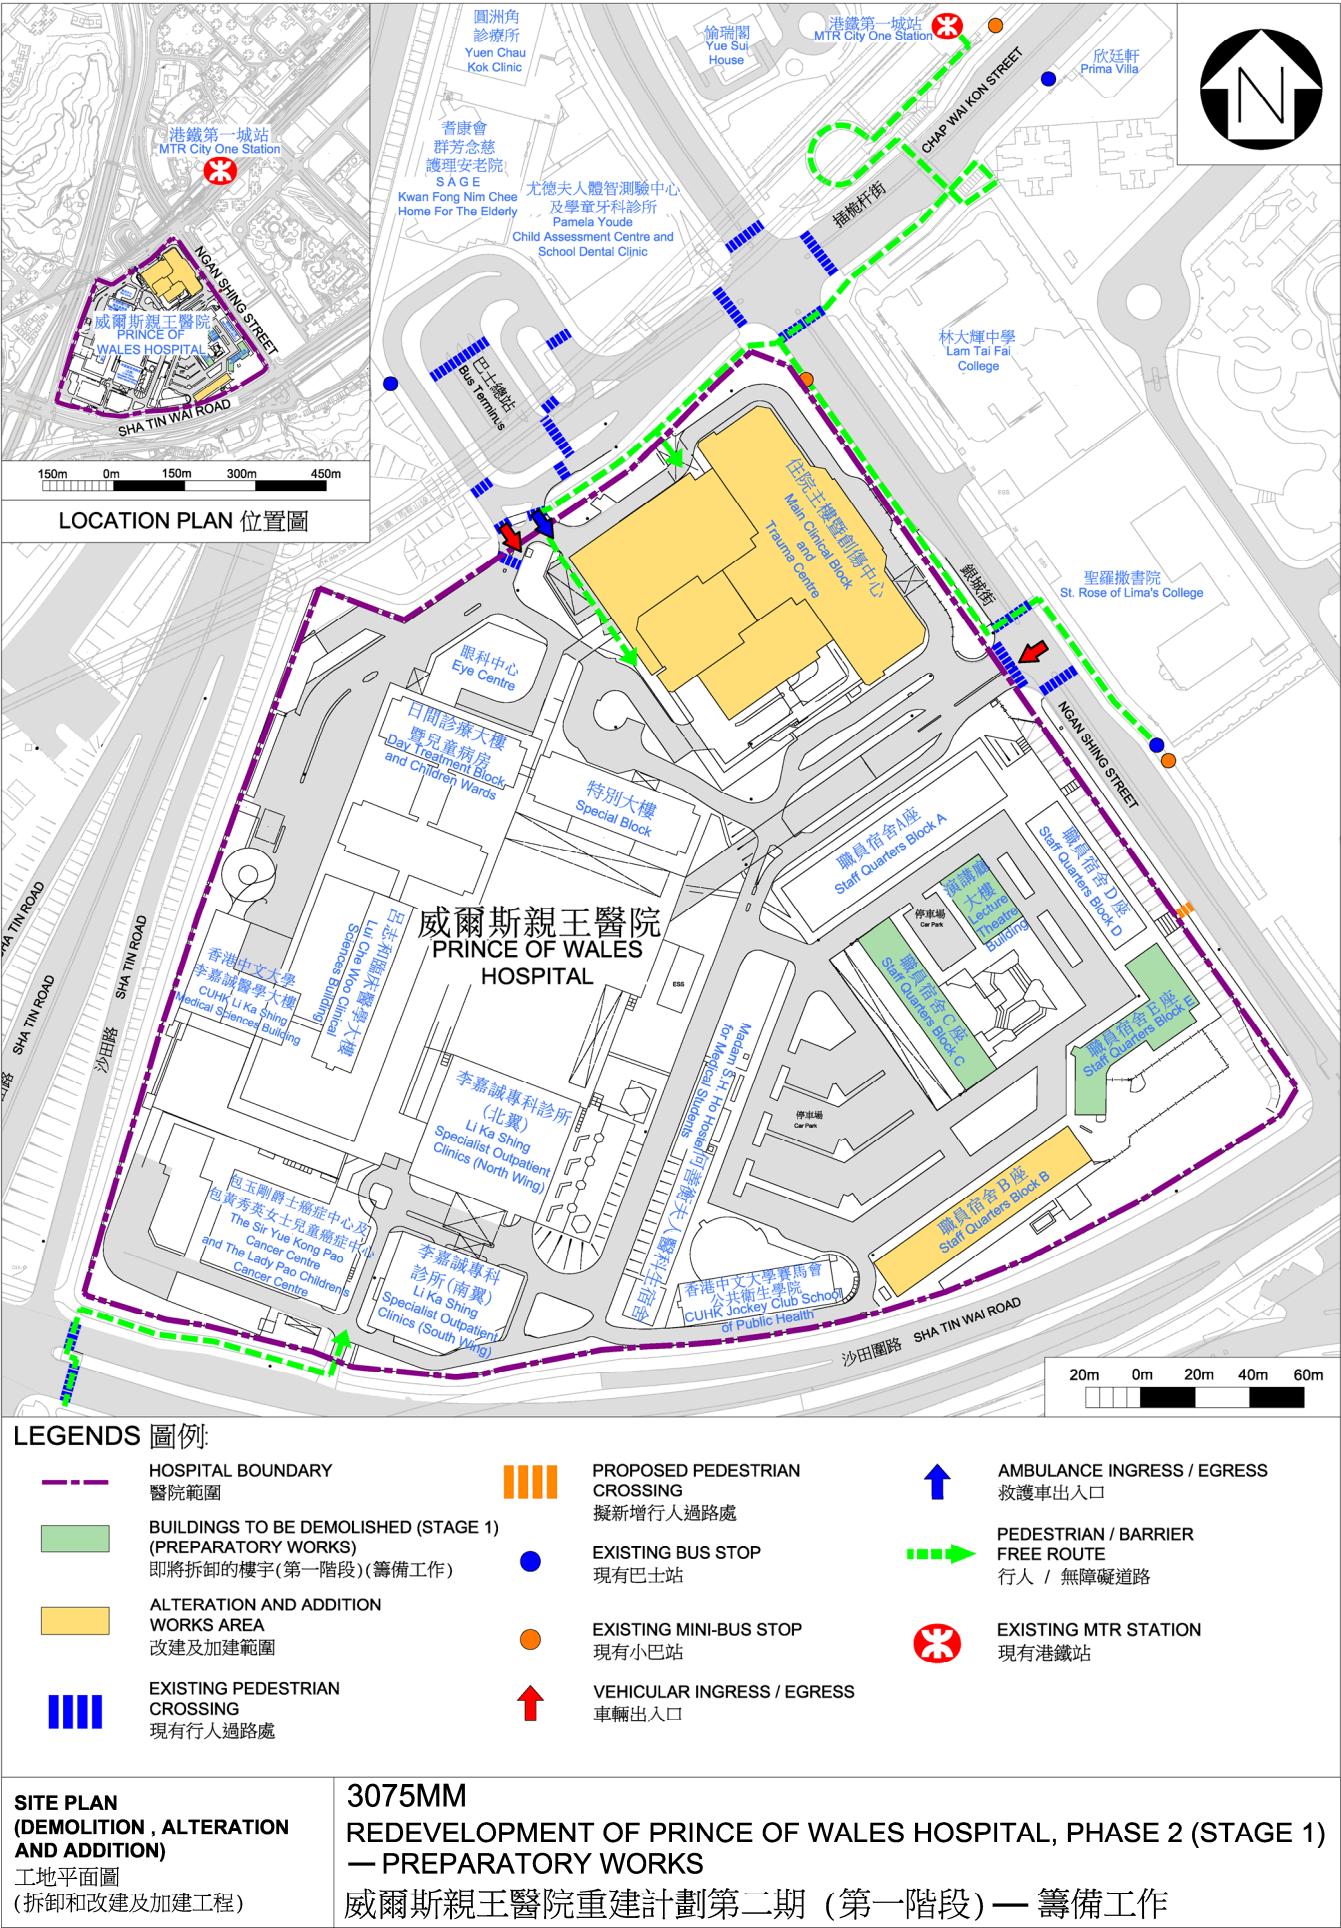 圓洲角
診療所
Yuen Chau
Kok Clinic
愉瑞閣
Yue Sui
House
港鐵第一城站
MTR City One Station
欣廷軒
Prima Villa
N
CHAP WAI KON STREET
插桅杆街
耆康會
群芳念慈
護理安老院
S A G E
Kwan Fong Nim Chee
Home For The Elderly
尤德夫人體智測驗中心
及學童牙科診所
Pamela Youde
Child Assessment Centre and
School Dental Clinic
港鐵第一城站
MTR City One Station
NGAN SHING STREET
威爾斯親王醫院
PRINCE OF
WALES HOSPITAL
SHA TIN WAI ROAD
150m 0m 150m 300m 450m
LOCATION PLAN 位置圖
巴士總站
Bus Terminus
林大輝中學
Lam Tai Fai
College
住院主樓暨創傷中心
Main Clinical Block
and
Trauma Centre
銀城街
聖羅撒書院
St. Rose of Lima's College
NGAN SHING STREET
眼科中心
Eye Centre
日間診療大樓
暨兒童病房
Day Treatment Block
and Children Wards
特別大樓
Special Block
職員宿舍A座
Staff Quarters Block A
職員宿舍D座
Staff Quarters Block D
演講廳
大樓
Lecture
Theatre
Building
停車場
Car Park
職員宿舍C座
Staff Quarters Block C
職員宿舍E座
Staff Quarters Block E
威爾斯親王醫院
PRINCE OF WALES
HOSPITAL
ESS
ESS
呂志和臨床醫學大樓
Lui Che Woo Clinical
Sciences Building
香港中文大學
李嘉誠醫學大樓
CUHK Li Ka Shing
Medical Sciences Building
SHA TIN ROAD
SHA TIN ROAD
SHA TIN ROAD
沙田路
李嘉誠專科診所
(北翼)
Li Ka Shing
Specialist Outpatient
Clinics (North Wing)
Madam S.H. Ho Hostel
for Medical Students
何善衡夫人醫科生宿舍
停車場
Car Park
職員宿舍B座
Staff Quarters Block B
包玉剛爵士癌症中心及
包黃秀英女士兒童癌症中心
The Sir Yue Kong Pao
Cancer Centre
and The Lady Pao Children's
Cancer Centre
李嘉誠專科
診所(南翼)
Li Ka Shing
Specialist Outpatient
Clinics (South Wing)
香港中文大學賽馬會
公共衛生學院
CUHK Jockey Club School
of Public Health
沙田圍路 SHA TIN WAI ROAD
20m 0m 20m 40m 60m
LEGENDS 圖例:
HOSPITAL BOUNDARY
醫院範圍
BUILDINGS TO BE DEMOLISHED (STAGE 1)
(PREPARATORY WORKS)
即將拆卸的樓宇(第一階段)(籌備工作)
ALTERATION AND ADDITION
WORKS AREA
改建及加建範圍
EXISTING PEDESTRIAN
CROSSING
現有行人過路處
PROPOSED PEDESTRIAN
CROSSING
擬新增行人過路處
EXISTING BUS STOP
現有巴士站
EXISTING MINI-BUS STOP
現有小巴站
VEHICULAR INGRESS / EGRESS
車輛出入口
AMBULANCE INGRESS / EGRESS
救護車出入口
PEDESTRIAN / BARRIER
FREE ROUTE
行人 / 無障礙道路
EXISTING MTR STATION
現有港鐵站
SITE PLAN
(DEMOLITION , ALTERATION
AND ADDITION)
工地平面圖
(拆卸和改建及加建工程)
3075MM
REDEVELOPMENT OF PRINCE OF WALES HOSPITAL, PHASE 2 (STAGE 1)
— PREPARATORY WORKS
威爾斯親王醫院重建計劃第二期 (第一階段) — 籌備工作